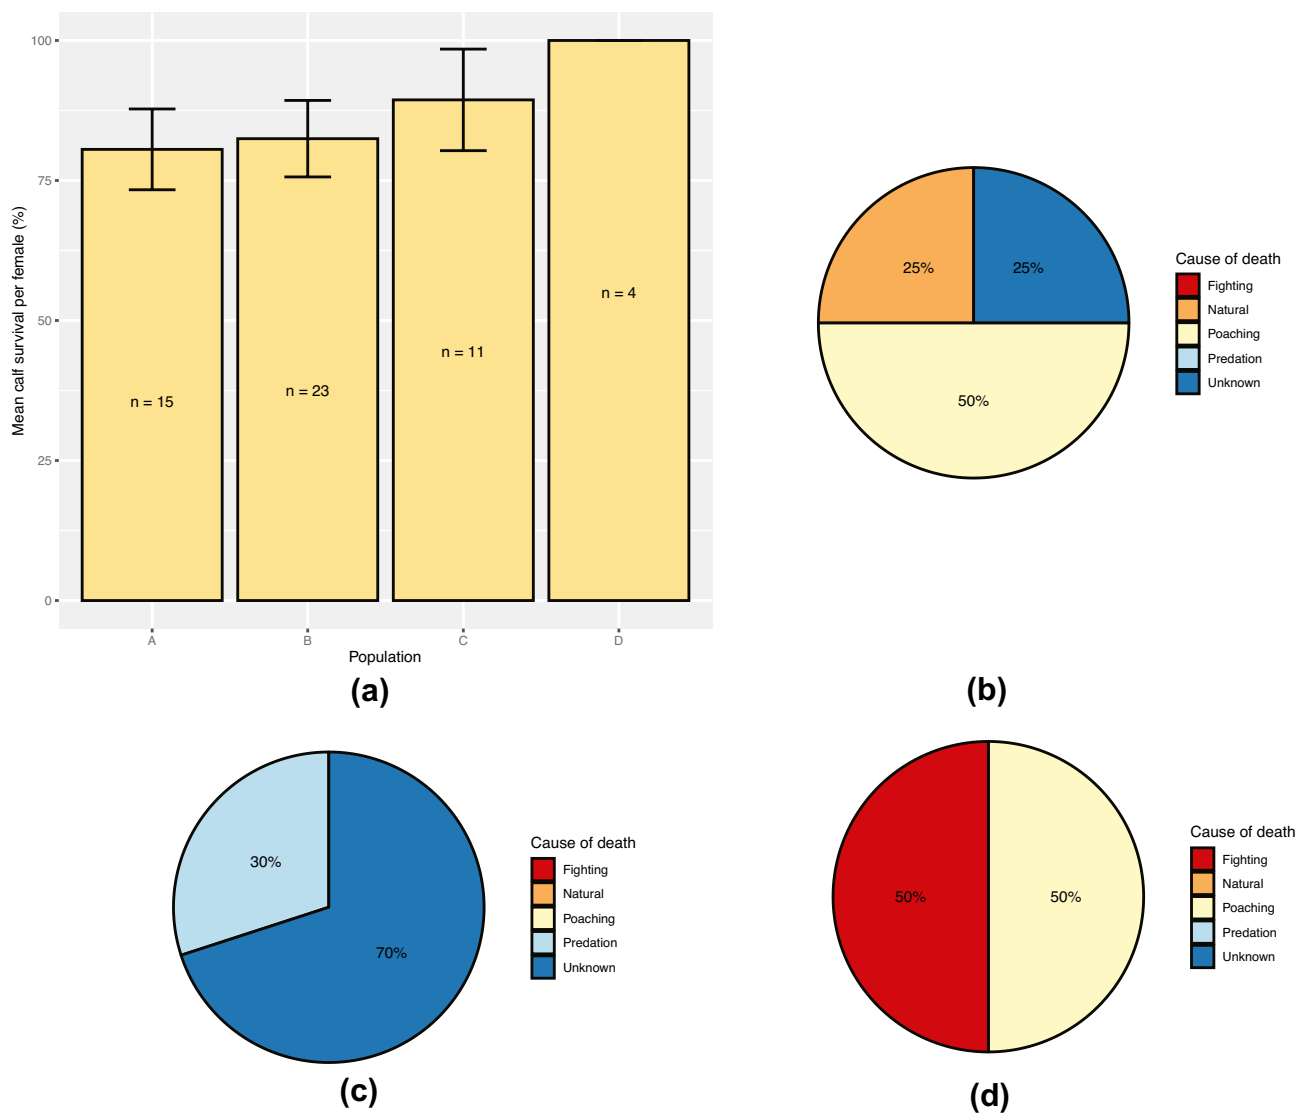 Mean calf survival per female (%)
100
75
50
25
0
n = 15
n = 23
n = 11
n = 4
A
B
C
D
Population
(a)
25%
25%
50%
Cause of death
Fighting
Natural
Poaching
Predation
Unknown
(b)
30%
70%
Cause of death
Fighting
Natural
Poaching
Predation
Unknown
(c)
50%
50%
Cause of death
Fighting
Natural
Poaching
Predation
Unknown
(d)